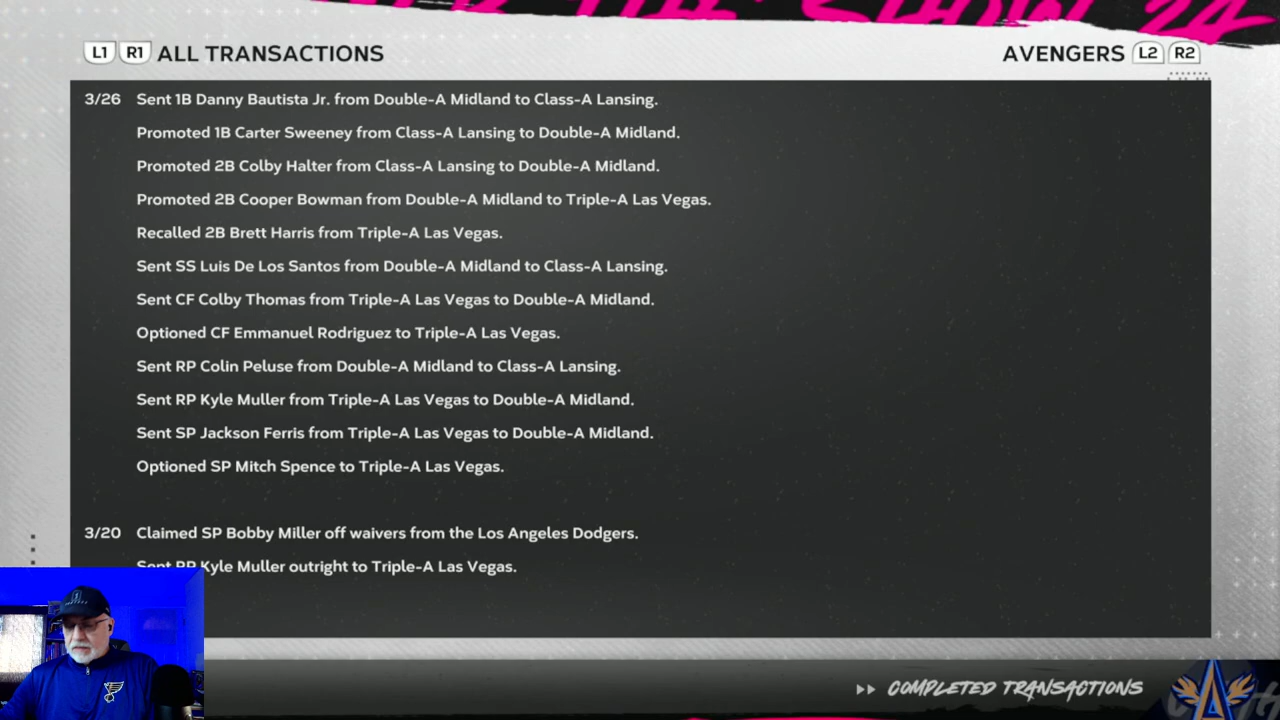 THE SHOW 24
L1 R1 ALL TRANSACTIONS
AVENGERS L2 R2
3/26 Sent 1B Danny Bautista Jr. from Double-A Midland to Class-A Lansing.
Promoted 1B Carter Sweeney from Class-A Lansing to Double-A Midland.
Promoted 2B Colby Halter from Class-A Lansing to Double-A Midland.
Promoted 2B Cooper Bowman from Double-A Midland to Triple-A Las Vegas.
Recalled 2B Brett Harris from Triple-A Las Vegas.
Sent SS Luis De Los Santos from Double-A Midland to Class-A Lansing.
Sent CF Colby Thomas from Triple-A Las Vegas to Double-A Midland.
Optioned CF Emmanuel Rodriguez to Triple-A Las Vegas.
Sent RP Colin Peluse from Double-A Midland to Class-A Lansing.
Sent RP Kyle Muller from Triple-A Las Vegas to Double-A Midland.
Sent SP Jackson Ferris from Triple-A Las Vegas to Double-A Midland.
Optioned SP Mitch Spence to Triple-A Las Vegas.
3/20 Claimed SP Bobby Miller off waivers from the Los Angeles Dodgers.
Sent RP Kyle Muller outright to Triple-A Las Vegas.
COMPLETED TRANSACTIONS